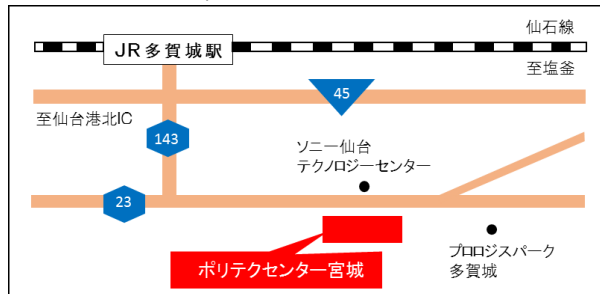 仙石線
JR多賀城駅
至塩釜
45
至仙台港北IC
143
ソニー仙台
テクノロジーセンター
23
プロロジスパーク
多賀城
ポリテクセンター宮城